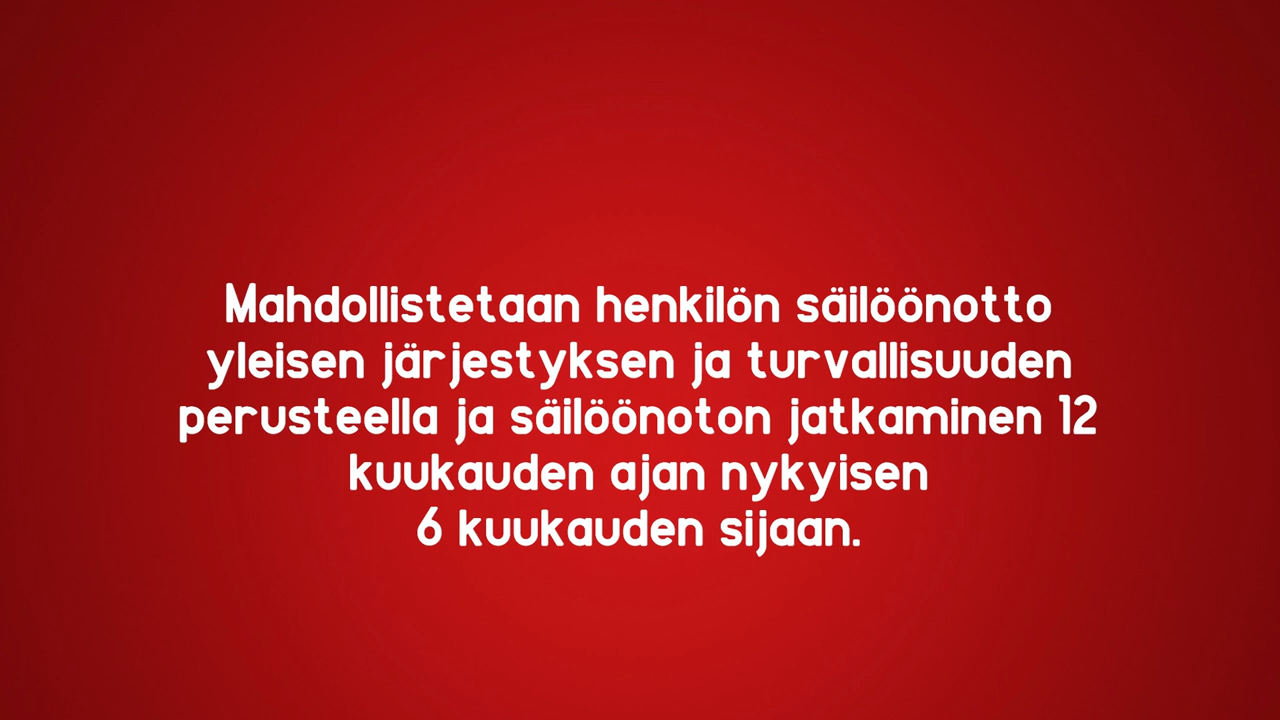 Mahdollistetaan henkilön säilöönotto
yleisen järjestyksen ja turvallisuuden
perusteella ja säilöönoton jatkaminen 12
kuukauden ajan nykyisen
6 kuukauden sijaan.